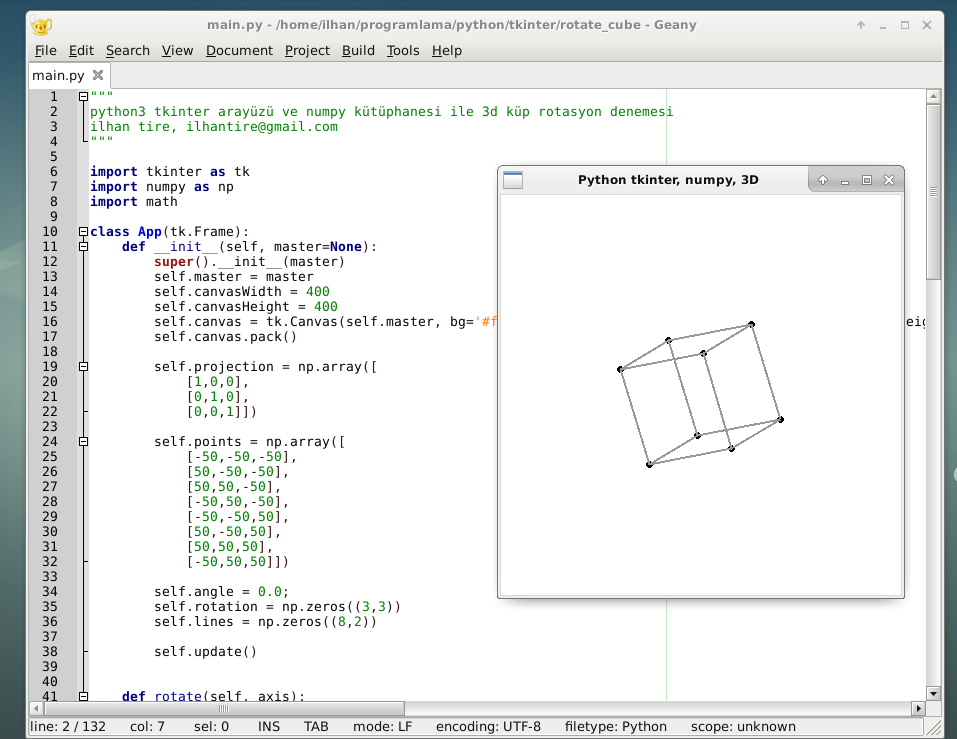 main.py - /home/ilhan/programlama/python/tkinter/rotate_cube - Geany
File Edit Search View Document Project Build Tools Help
main.py
1 """
2 python3 tkinter arayüzü ve numpy kütüphanesi ile 3d küp rotasyon denemesi
3 ilhan tire, ilhantire@gmail.com
4 """
5
6 import tkinter as tk
7 import numpy as np
8 import math
9
10 class App(tk.Frame):
11 def __init__(self, master=None):
12 super().__init__(master)
13 self.master = master
14 self.canvasWidth = 400
15 self.canvasHeight = 400
16 self.canvas = tk.Canvas(self.master, bg='#f
17 self.canvas.pack()
18
19 self.projection = np.array([
20 [1,0,0],
21 [0,1,0],
22 [0,0,1]])
23
24 self.points = np.array([
25 [-50,-50,-50],
26 [50,-50,-50],
27 [50,50,-50],
28 [-50,50,-50],
29 [-50,-50,50],
30 [50,-50,50],
31 [50,50,50],
32 [-50,50,50]])
33
34 self.angle = 0.0;
35 self.rotation = np.zeros((3,3))
36 self.lines = np.zeros((8,2))
37
38 self.update()
39
40
41 def rotate(self, axis):
Python tkinter, numpy, 3D
line: 2 / 132 col: 7 sel: 0 INS TAB mode: LF encoding: UTF-8 filetype: Python scope: unknown